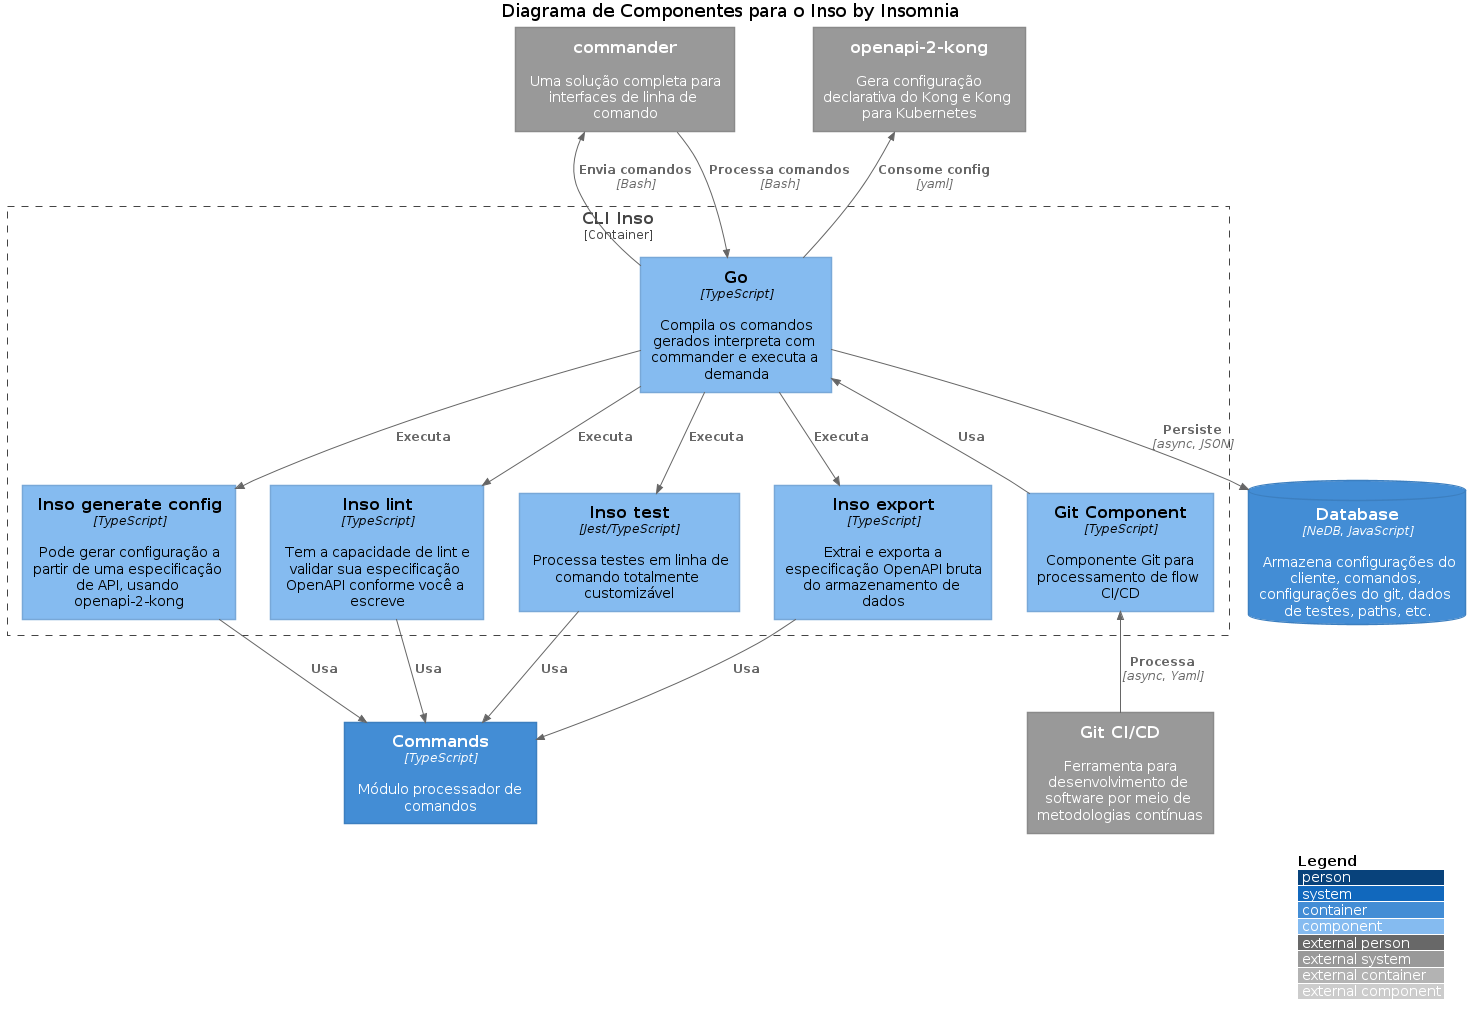 Diagrama de Componentes para o Inso by Insomnia
commander
Uma solução completa para
interfaces de linha de
comando
openapi-2-kong
Gera configuração
declarativa do Kong e Kong
para Kubernetes
Envia comandos
[Bash]
Processa comandos
[Bash]
Consome config
[yaml]
CLI Inso
[Container]
Go
[TypeScript]
Compila os comandos
gerados interpreta com
commander e executa a
demanda
Executa
Executa
Executa
Executa
Usa
Persiste
[async, JSON]
Inso generate config
[TypeScript]
Pode gerar configuração a
partir de uma especificação
de API, usando
openapi-2-kong
Inso lint
[TypeScript]
Tem a capacidade de lint e
validar sua especificação
OpenAPI conforme você a
escreve
Inso test
[Jest/TypeScript]
Processa testes em linha de
comando totalmente
customizável
Inso export
[TypeScript]
Extrai e exporta a
especificação OpenAPI bruta
do armazenamento de
dados
Git Component
[TypeScript]
Componente Git para
processamento de flow
CI/CD
Database
[NeDB, JavaScript]
Armazena configurações do
cliente, comandos,
configurações do git, dados
de testes, paths, etc.
Usa
Usa
Usa
Usa
Processa
[async, Yaml]
Commands
[TypeScript]
Módulo processador de
comandos
Git CI/CD
Ferramenta para
desenvolvimento de
software por meio de
metodologias contínuas
Legend
person
system
container
component
external person
external system
external container
external component